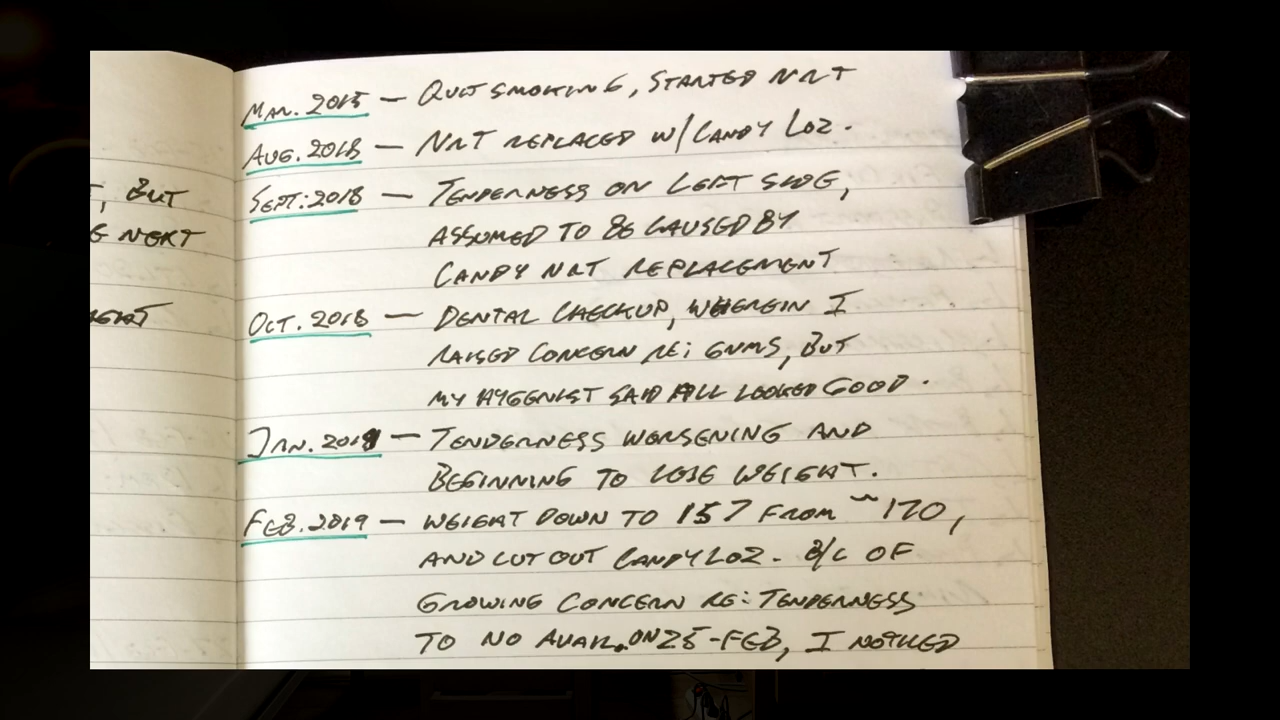 , BUT
NEXT
MAR. 2015 — QUIT SMOKING, STARTED NRT
AUG. 2018 — NRT REPLACED W/CANDY LOZ.
SEPT. 2018 — TENDERNESS ON LEFT SIDE,
ASSUMED TO BE CAUSED BY
CANDY NRT REPLACEMENT
OCT. 2018 — DENTAL CHECKUP, WHEREIN I
RAISED CONCERN RE: GUMS, BUT
MY HYGENIST SAID ALL LOOKED GOOD.
JAN. 2019 — TENDERNESS WORSENING AND
BEGINNING TO LOSE WEIGHT.
FEB. 2019 — WEIGHT DOWN TO 157 FROM ~170,
AND CUT OUT CANDY LOZ. B/C OF
GROWING CONCERN RE: TENDERNESS
TO NO AVAIL. ON 25-FEB, I NOTICED